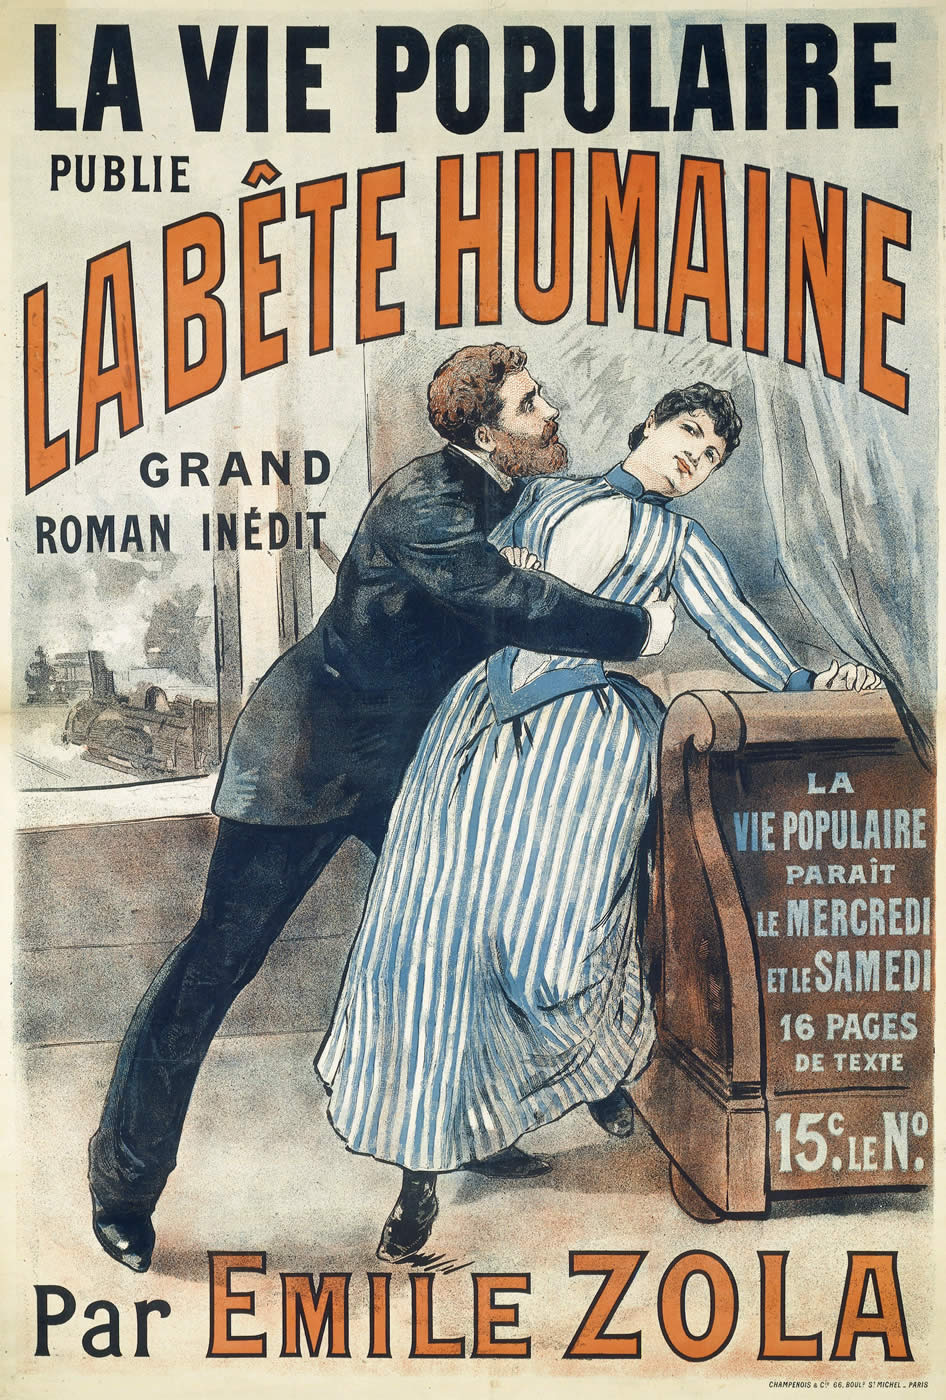 LA VIE POPULAIRE
PUBLIE
LA BÊTE HUMAINE
GRAND
ROMAN INÉDIT
LA
VIE POPULAIRE
PARAÎT
LE MERCREDI
ET LE SAMEDI
16 PAGES
DE TEXTE
15c. LE No.
Par EMILE ZOLA
CHAMPENOIS & Cie 66, BOULd St MICHEL _ PARIS